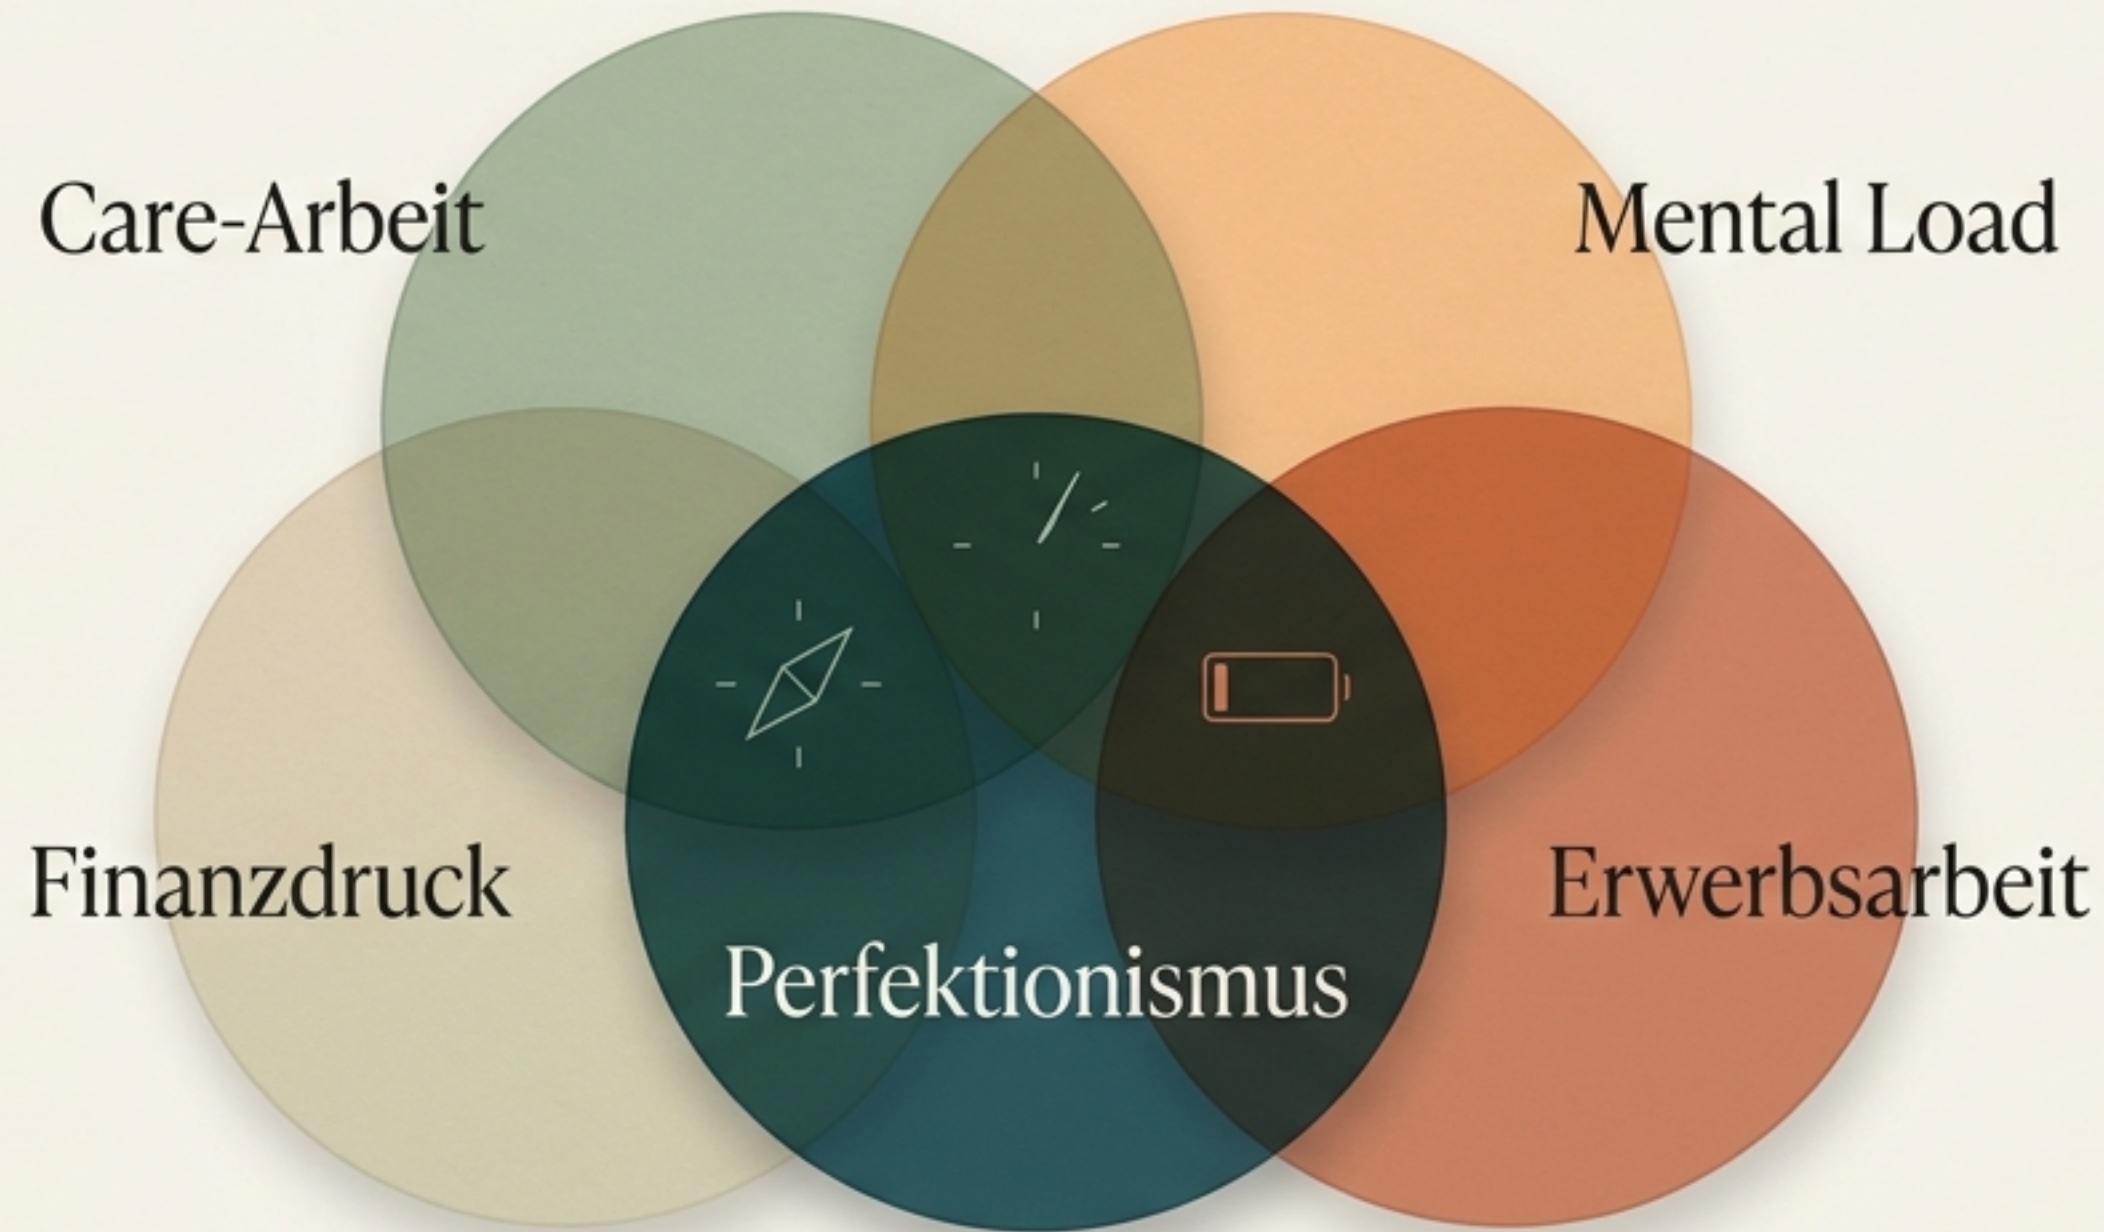 Care-Arbeit
Mental Load
Finanzdruck
Erwerbsarbeit
Perfektionismus